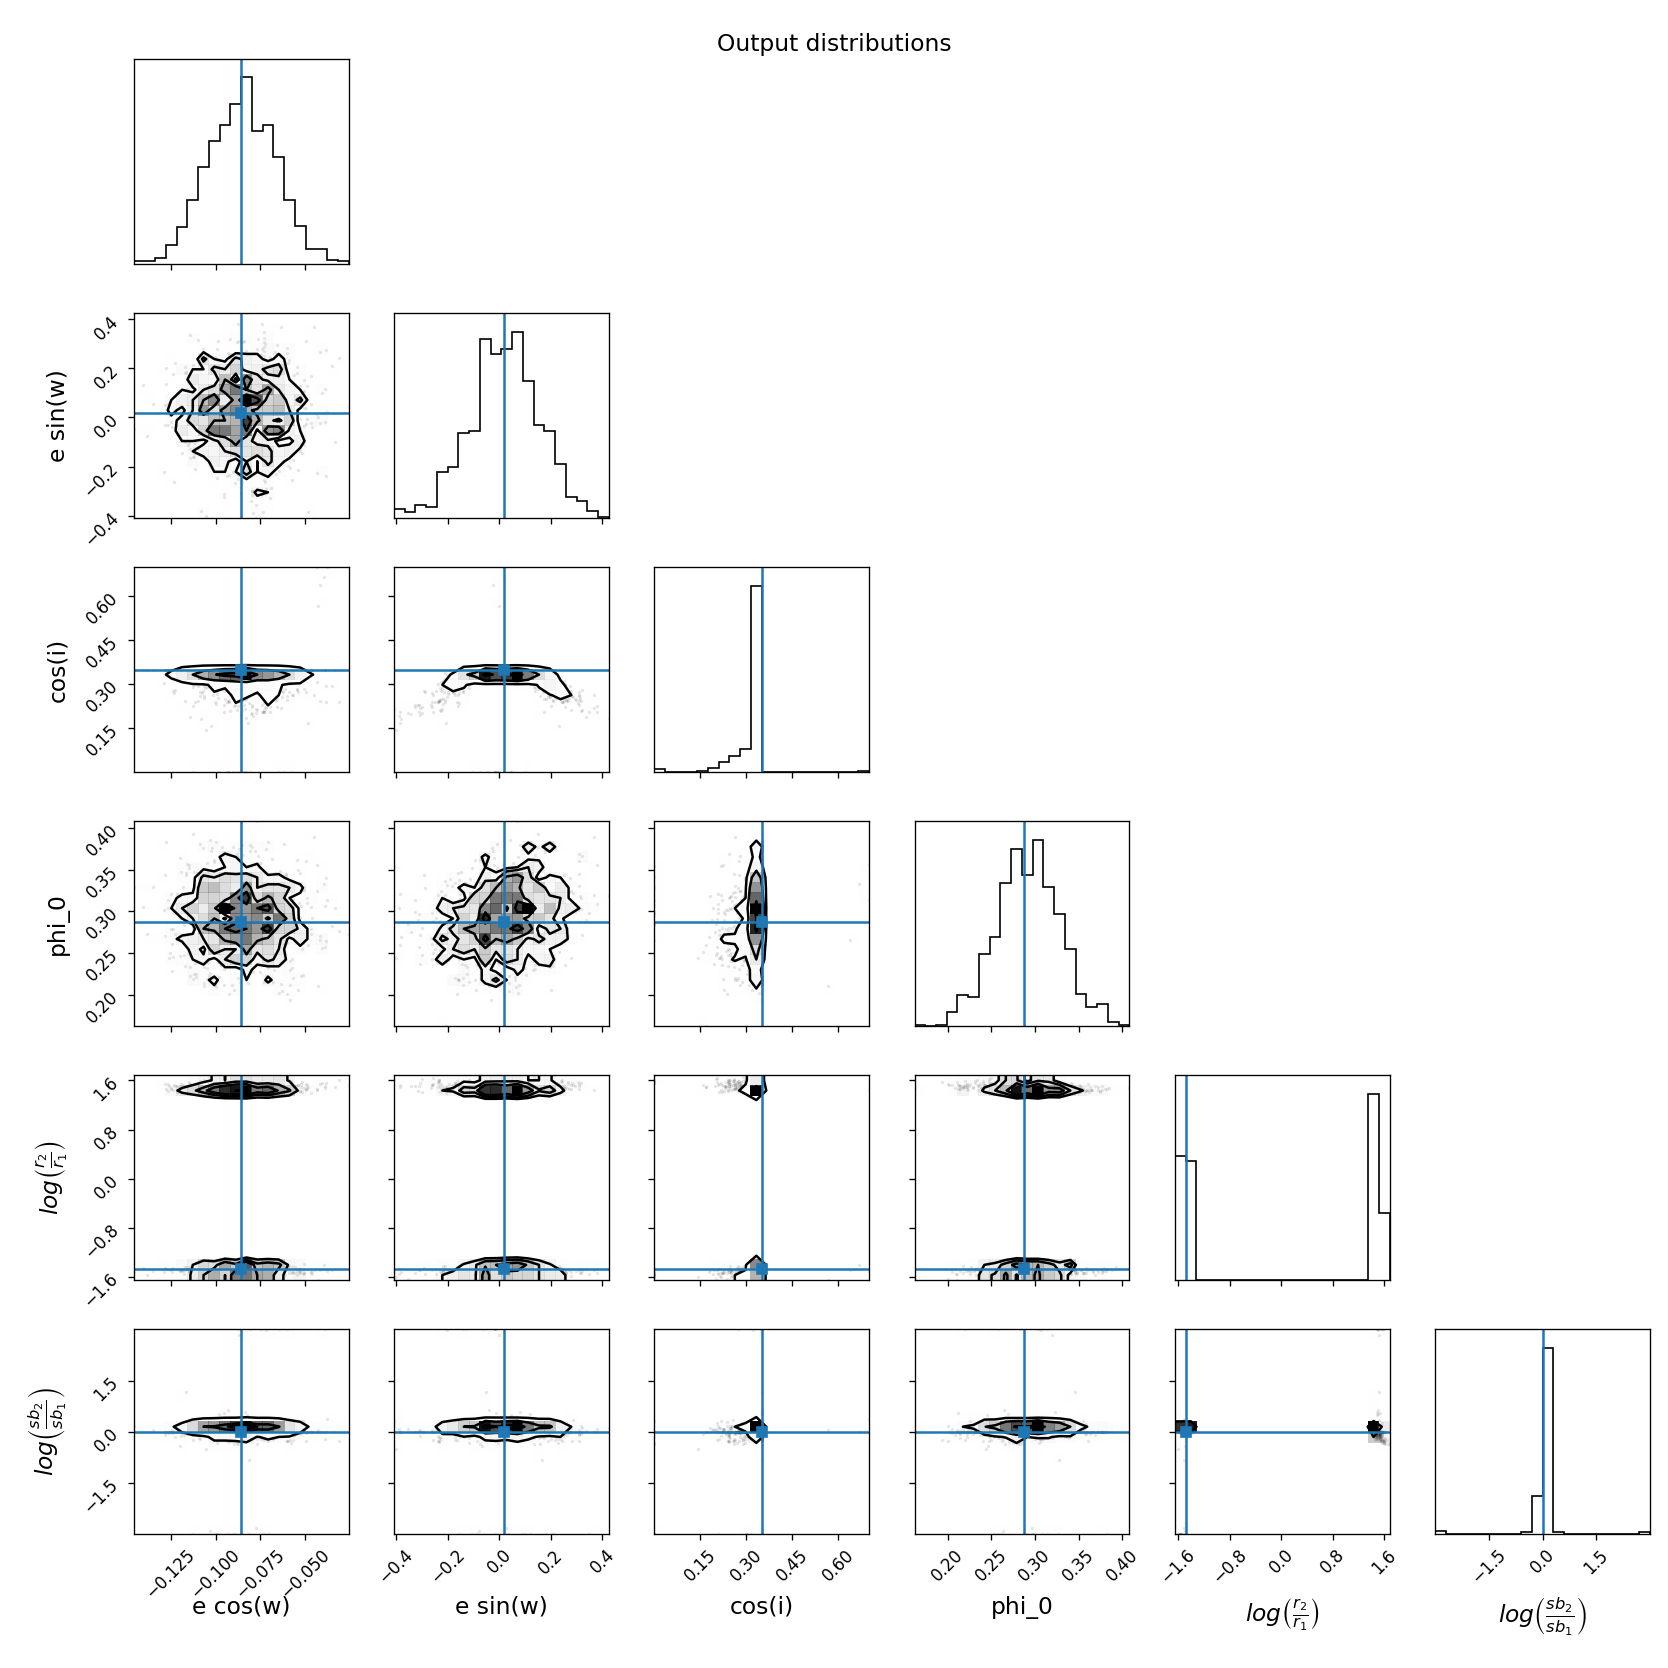 Output distributions
e sin(w)
0.4
0.2
0.0
−0.2
−0.4
cos(i)
0.60
0.45
0.30
0.15
phi_0
0.40
0.35
0.30
0.25
0.20
log(r₂/r₁)
1.6
0.8
0.0
−0.8
−1.6
log(sb₂/sb₁)
1.5
0.0
−1.5
−0.125 −0.100 −0.075 −0.050
−0.4 −0.2 0.0 0.2 0.4
0.15 0.30 0.45 0.60
0.20 0.25 0.30 0.35 0.40
−1.6 −0.8 0.0 0.8 1.6
−1.5 0.0 1.5
e cos(w)
e sin(w)
cos(i)
phi_0
log(r₂/r₁)
log(sb₂/sb₁)